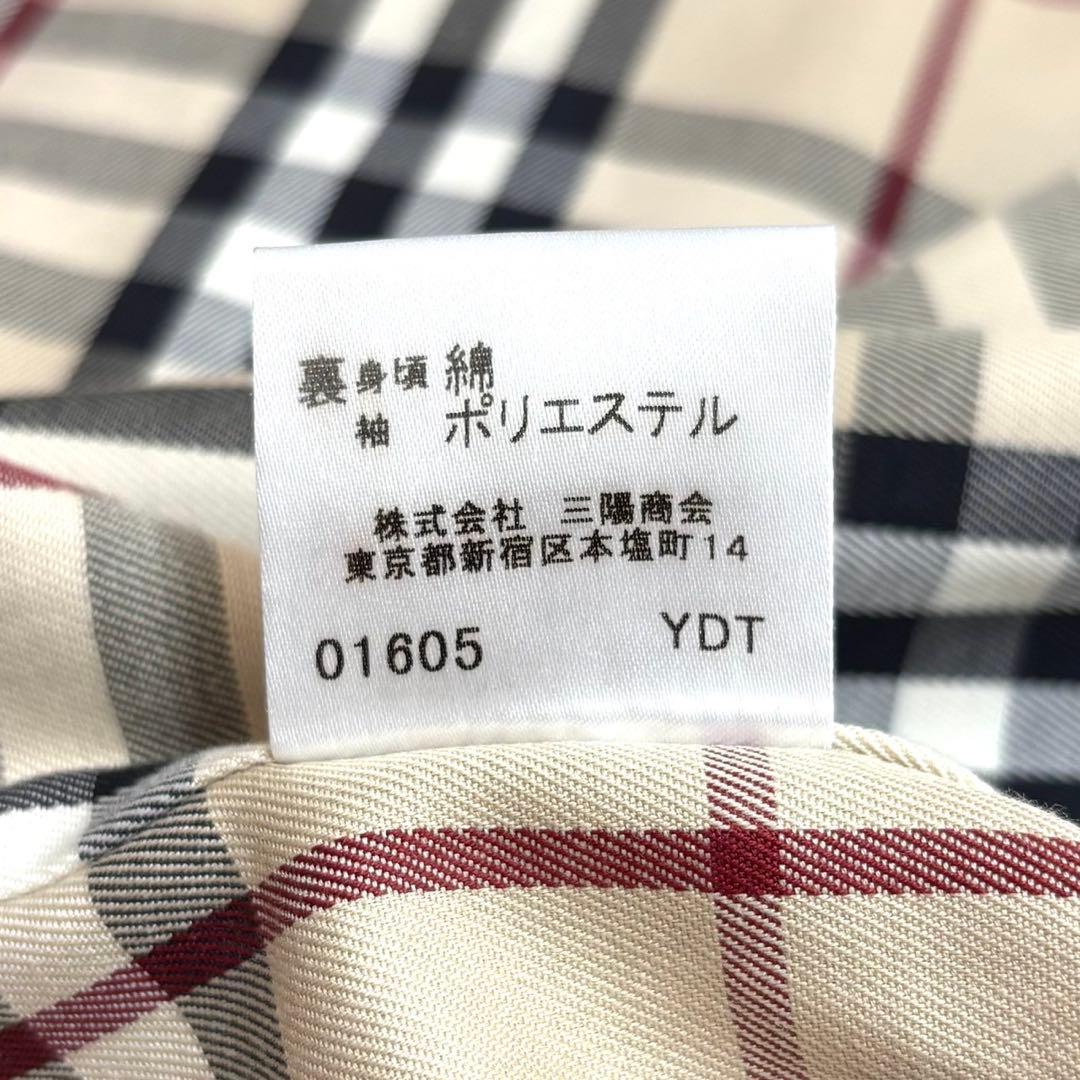 裏 身頃 綿
袖 ポリエステル
株式会社 三陽商会
東京都新宿区本塩町14
01605 YDT